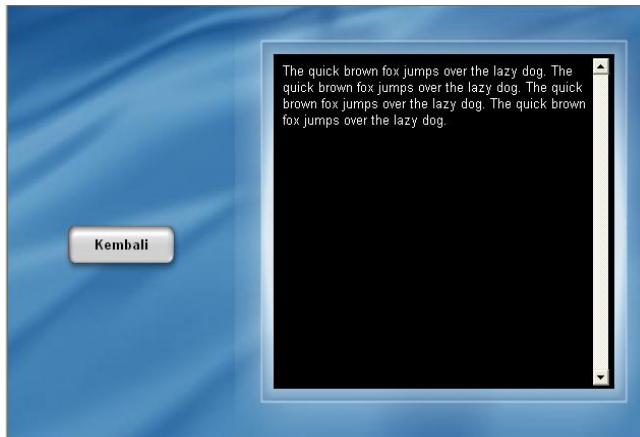 The quick brown fox jumps over the lazy dog. The
quick brown fox jumps over the lazy dog. The quick
brown fox jumps over the lazy dog. The quick brown
fox jumps over the lazy dog.
Kembali